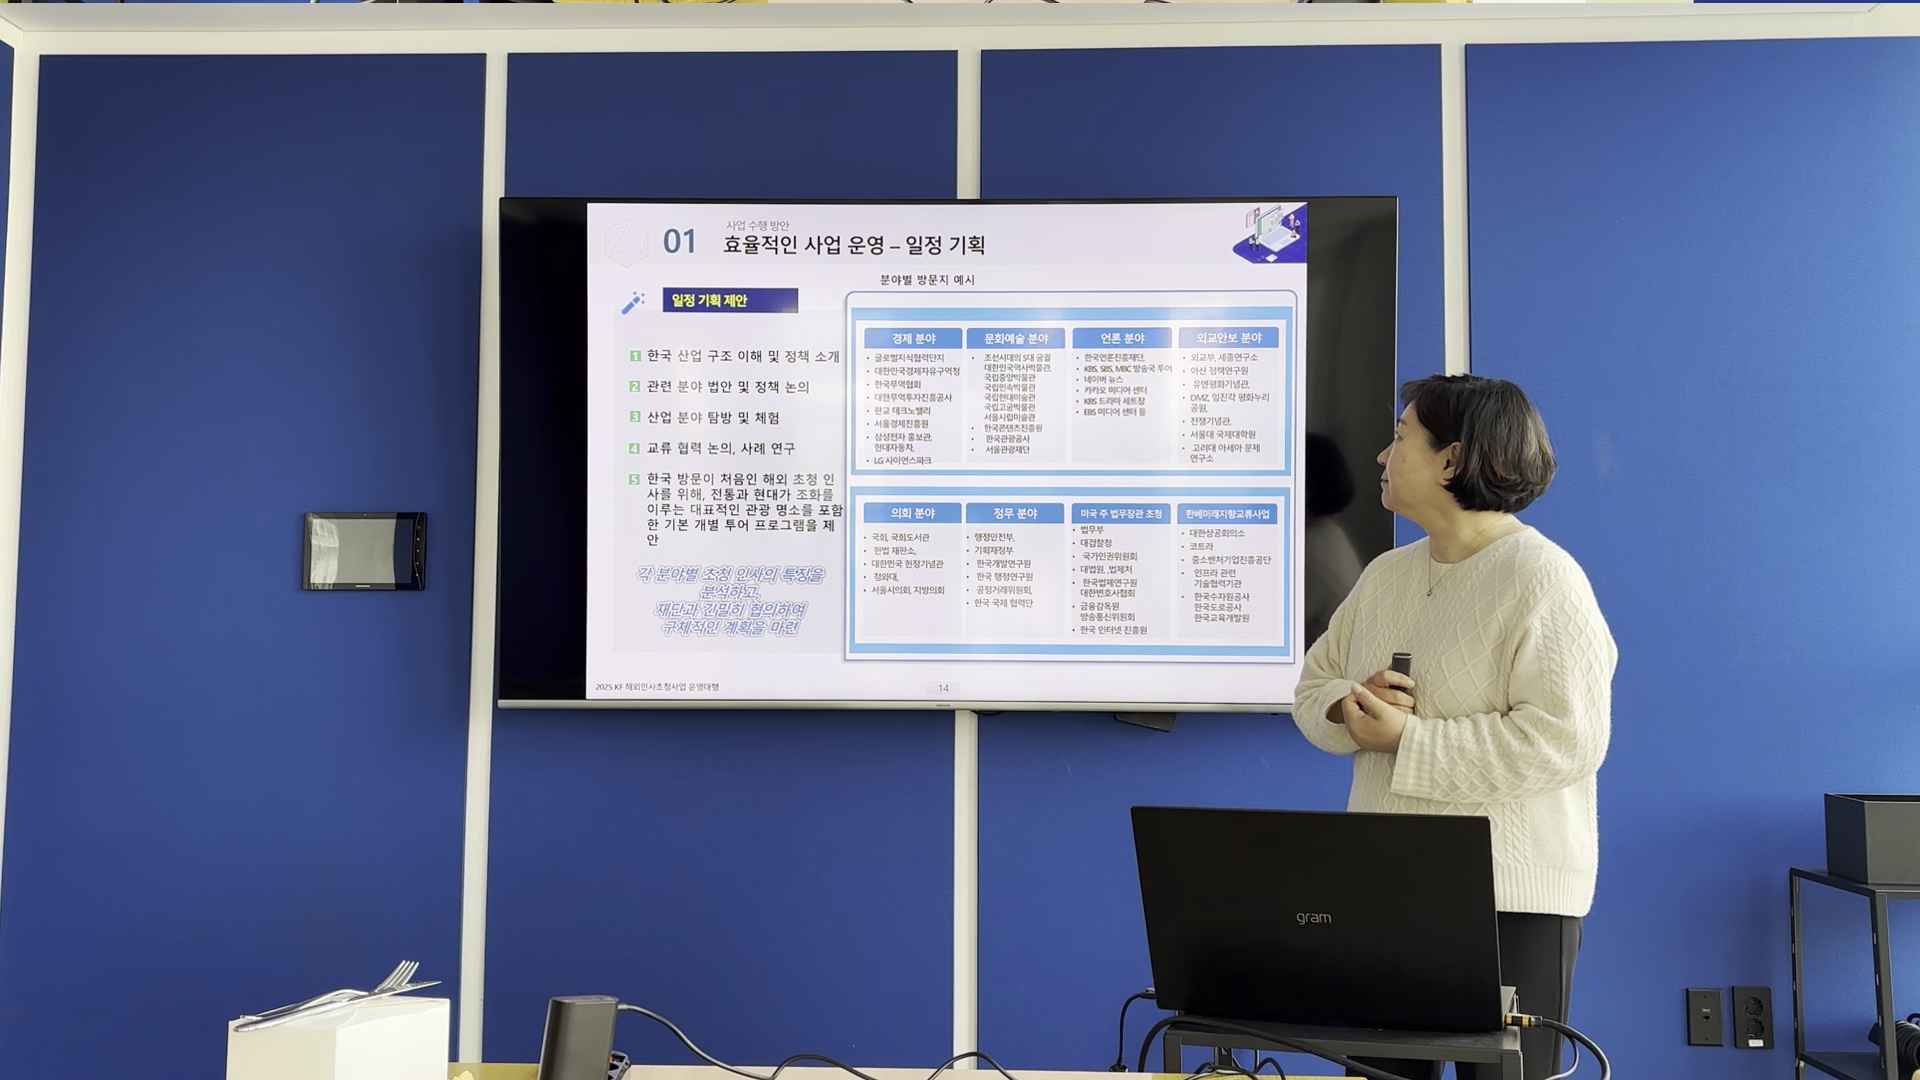 01
사업 수행 방안
효율적인 사업 운영 – 일정 기획
일정 기획 제안
1 한국 산업 구조 이해 및 정책 소개
2 관련 분야 법안 및 정책 논의
3 산업 분야 탐방 및 체험
4 교류 협력 논의, 사례 연구
5 한국 방문이 처음인 해외 초청 인
사를 위해, 전통과 현대가 조화를
이루는 대표적인 관광 명소를 포함
한 기본 개별 투어 프로그램을 제
안
각 분야별 초청 인사의 특징을
분석하고,
재단과 긴밀히 협의하여
구체적인 계획을 마련
분야별 방문지 예시
경제 분야
• 글로벌지식협력단지
• 대한민국경제자유구역청
• 한국무역협회
• 대한무역투자진흥공사
• 판교 테크노밸리
• 서울경제진흥원
• 삼성전자 홍보관,
현대자동차,
• LG 사이언스파크
문화예술 분야
• 조선시대의 5대 궁궐
대한민국역사박물관,
국립중앙박물관
국립민속박물관
국립현대미술관
국립고궁박물관
서울시립미술관
• 한국콘텐츠진흥원
• 한국관광공사
• 서울관광재단
언론 분야
• 한국언론진흥재단,
• KBS, SBS, MBC 방송국 투어
• 네이버 뉴스
• 카카오 미디어 센터
• KBS 드라마 세트장
• EBS 미디어 센터 등
외교안보 분야
• 외교부, 세종연구소
• 아산 정책연구원
• 유엔평화기념관,
• DMZ, 임진각 평화누리
공원,
• 전쟁기념관,
• 서울대 국제대학원
• 고려대 아세아 문제
연구소
의회 분야
• 국회, 국회도서관
• 헌법 재판소,
• 대한민국 헌정기념관
• 청와대,
• 서울시의회, 지방의회
정무 분야
• 행정안전부,
• 기획재정부
• 한국개발연구원
• 한국 행정연구원
• 공정거래위원회,
• 한국 국제 협력단
미국 주 법무장관 초청
• 법무부
• 대검찰청
• 국가인권위원회
• 대법원, ,법제처
• 한국법제연구원
대한변호사협회
• 금융감독원
방송통신위원회
• 한국 인터넷 진흥원
한베미래지향교류사업
• 대한상공회의소
• 코트라
• 중소벤처기업진흥공단
• 인프라 관련
기술협력기관
• 한국수자원공사
한국도로공사
한국교육개발원
2025 KF 해외인사초청사업 운영대행
14
gram